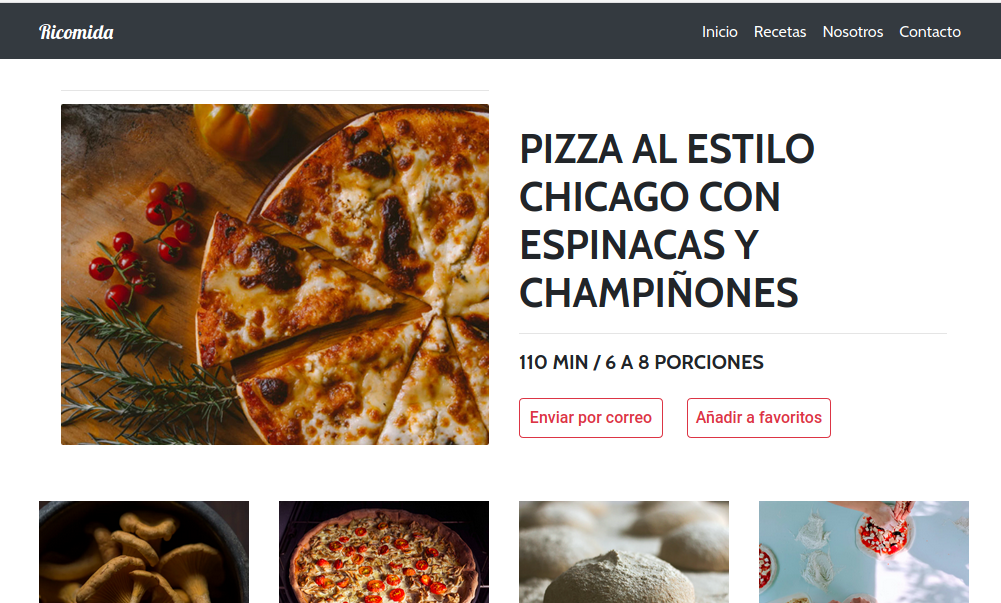 Ricomida
Inicio Recetas Nosotros Contacto
PIZZA AL ESTILO
CHICAGO CON
ESPINACAS Y
CHAMPIÑONES
110 MIN / 6 A 8 PORCIONES
Enviar por correo
Añadir a favoritos